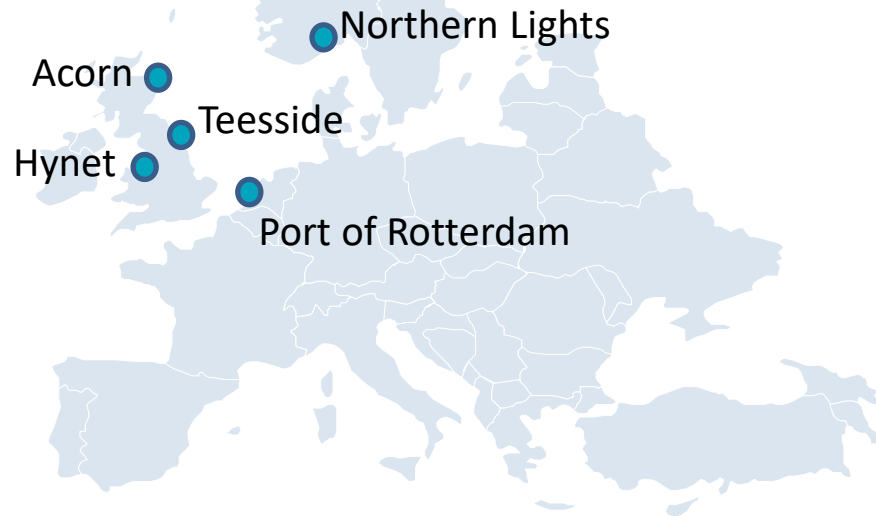 Northern Lights
Acorn
Teesside
Hynet
Port of Rotterdam